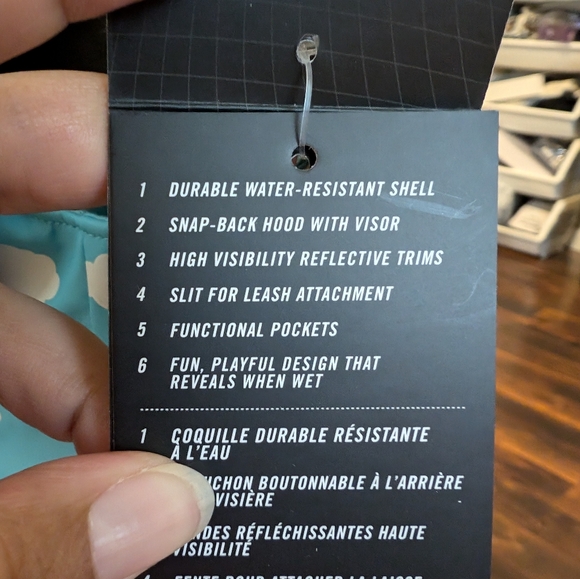 1 DURABLE WATER-RESISTANT SHELL
2 SNAP-BACK HOOD WITH VISOR
3 HIGH VISIBILITY REFLECTIVE TRIMS
4 SLIT FOR LEASH ATTACHMENT
5 FUNCTIONAL POCKETS
6 FUN, PLAYFUL DESIGN THAT
REVEALS WHEN WET
1 COQUILLE DURABLE RÉSISTANTE
À L'EAU
BOUTONNABLE À L'ARRIÈRE
VISIÈRE
RÉFLÉCHISSANTES HAUTE
VISIBILITÉ